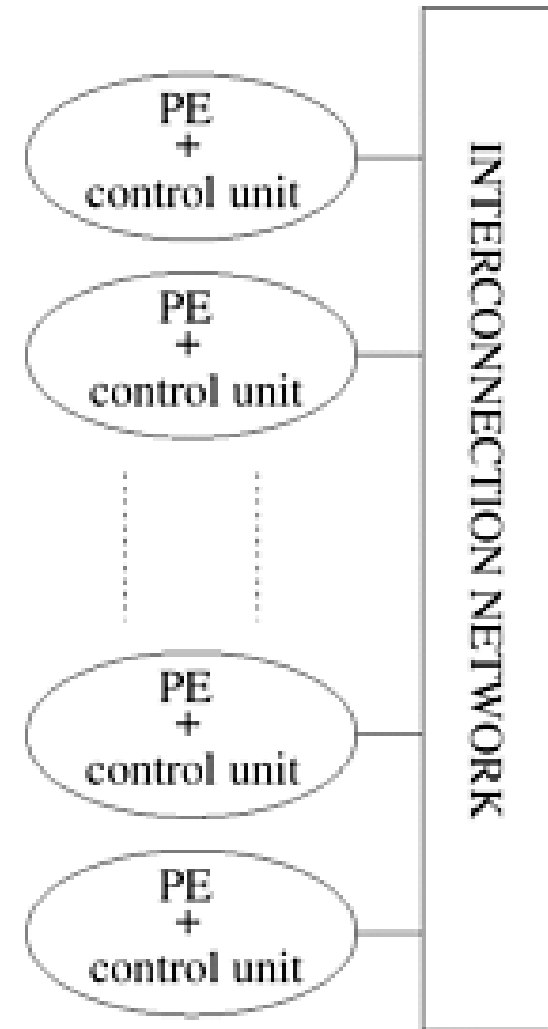 PE
+
control unit
PE
+
control unit
PE
+
control unit
PE
+
control unit
INTERCONNECTION NETWORK